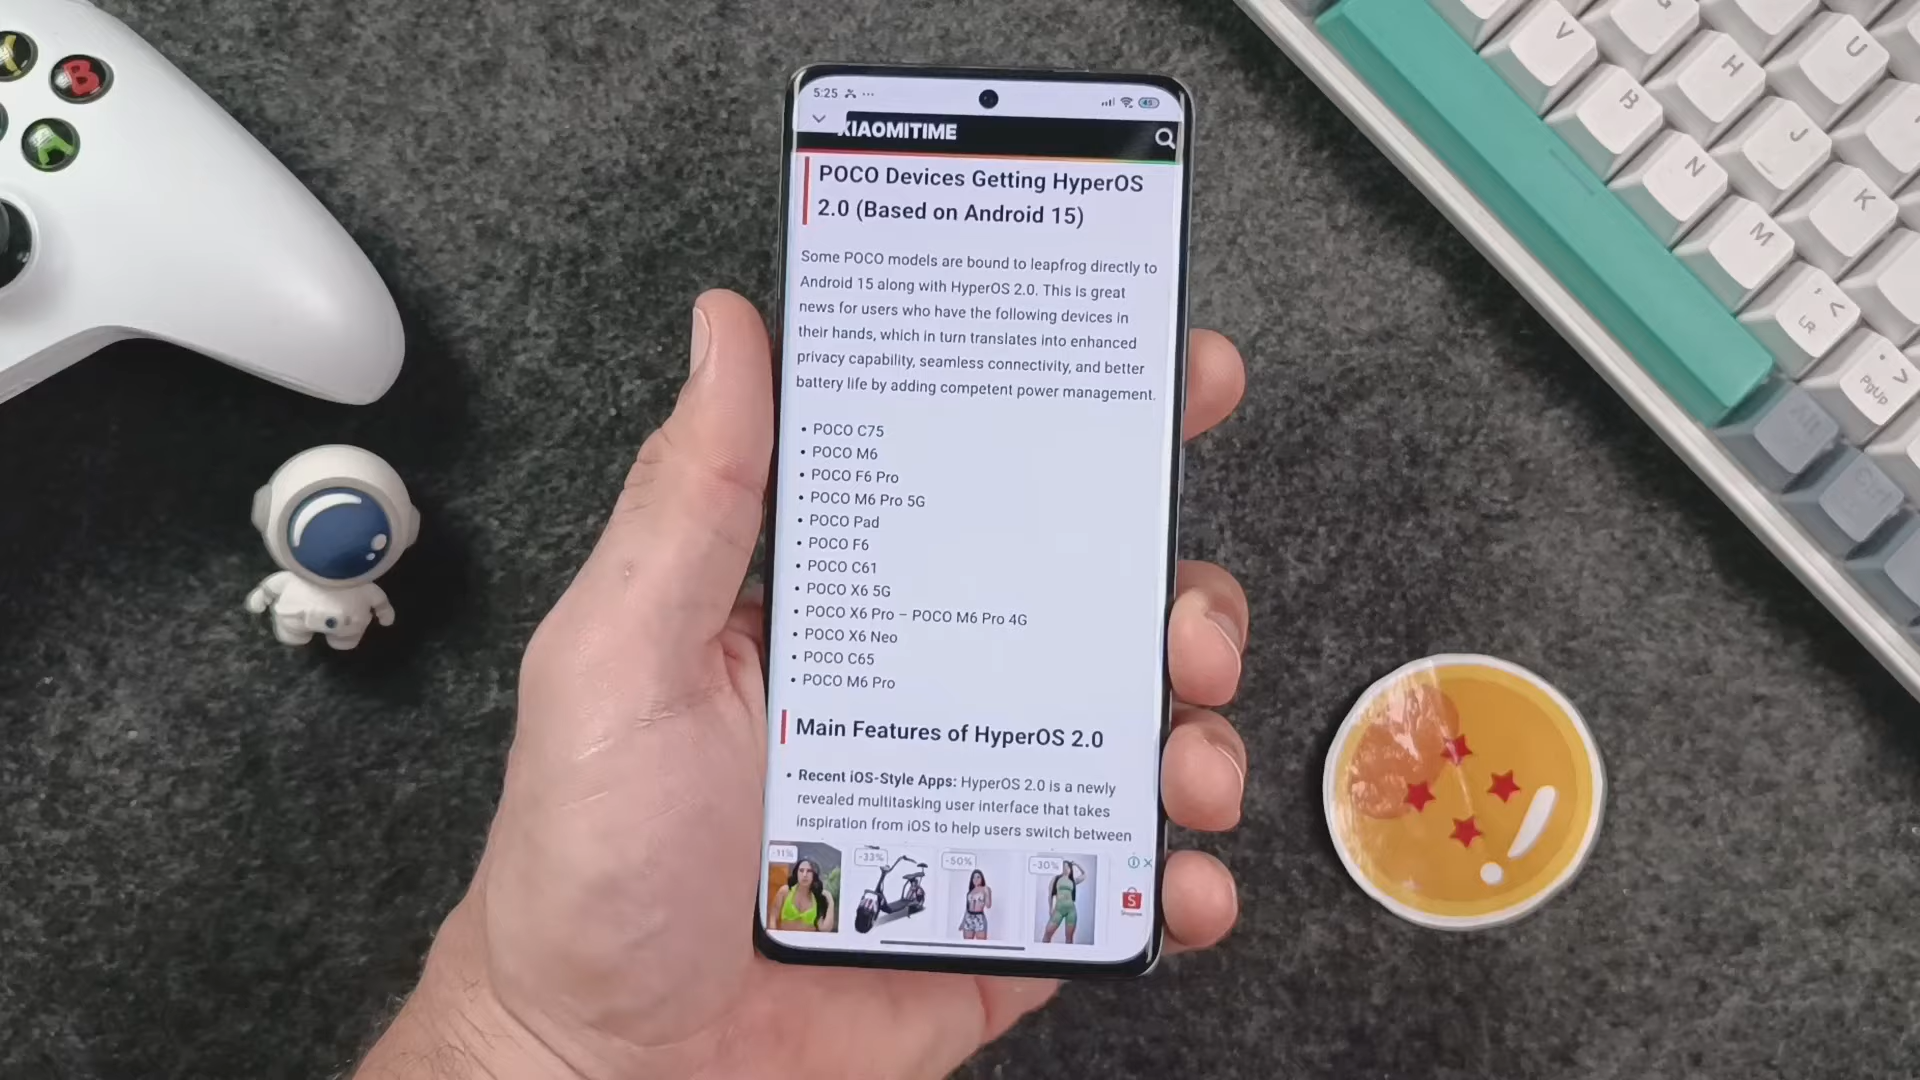 Y
B
A
5:25
45
XIAOMITIME
POCO Devices Getting HyperOS
2.0 (Based on Android 15)
Some POCO models are bound to leapfrog directly to
Android 15 along with HyperOS 2.0. This is great
news for users who have the following devices in
their hands, which in turn translates into enhanced
privacy capability, seamless connectivity, and better
battery life by adding competent power management.
• POCO C75
• POCO M6
• POCO F6 Pro
• POCO M6 Pro 5G
• POCO Pad
• POCO F6
• POCO C61
• POCO X6 5G
• POCO X6 Pro – POCO M6 Pro 4G
• POCO X6 Neo
• POCO C65
• POCO M6 Pro
Main Features of HyperOS 2.0
• Recent iOS-Style Apps: HyperOS 2.0 is a newly
revealed multitasking user interface that takes
inspiration from iOS to help users switch between
-11%
-33%
-50%
-30%
S
V
G
U
B
H
J
N
K
M
, <
LR
. >
PgUp
Alt
Ctrl